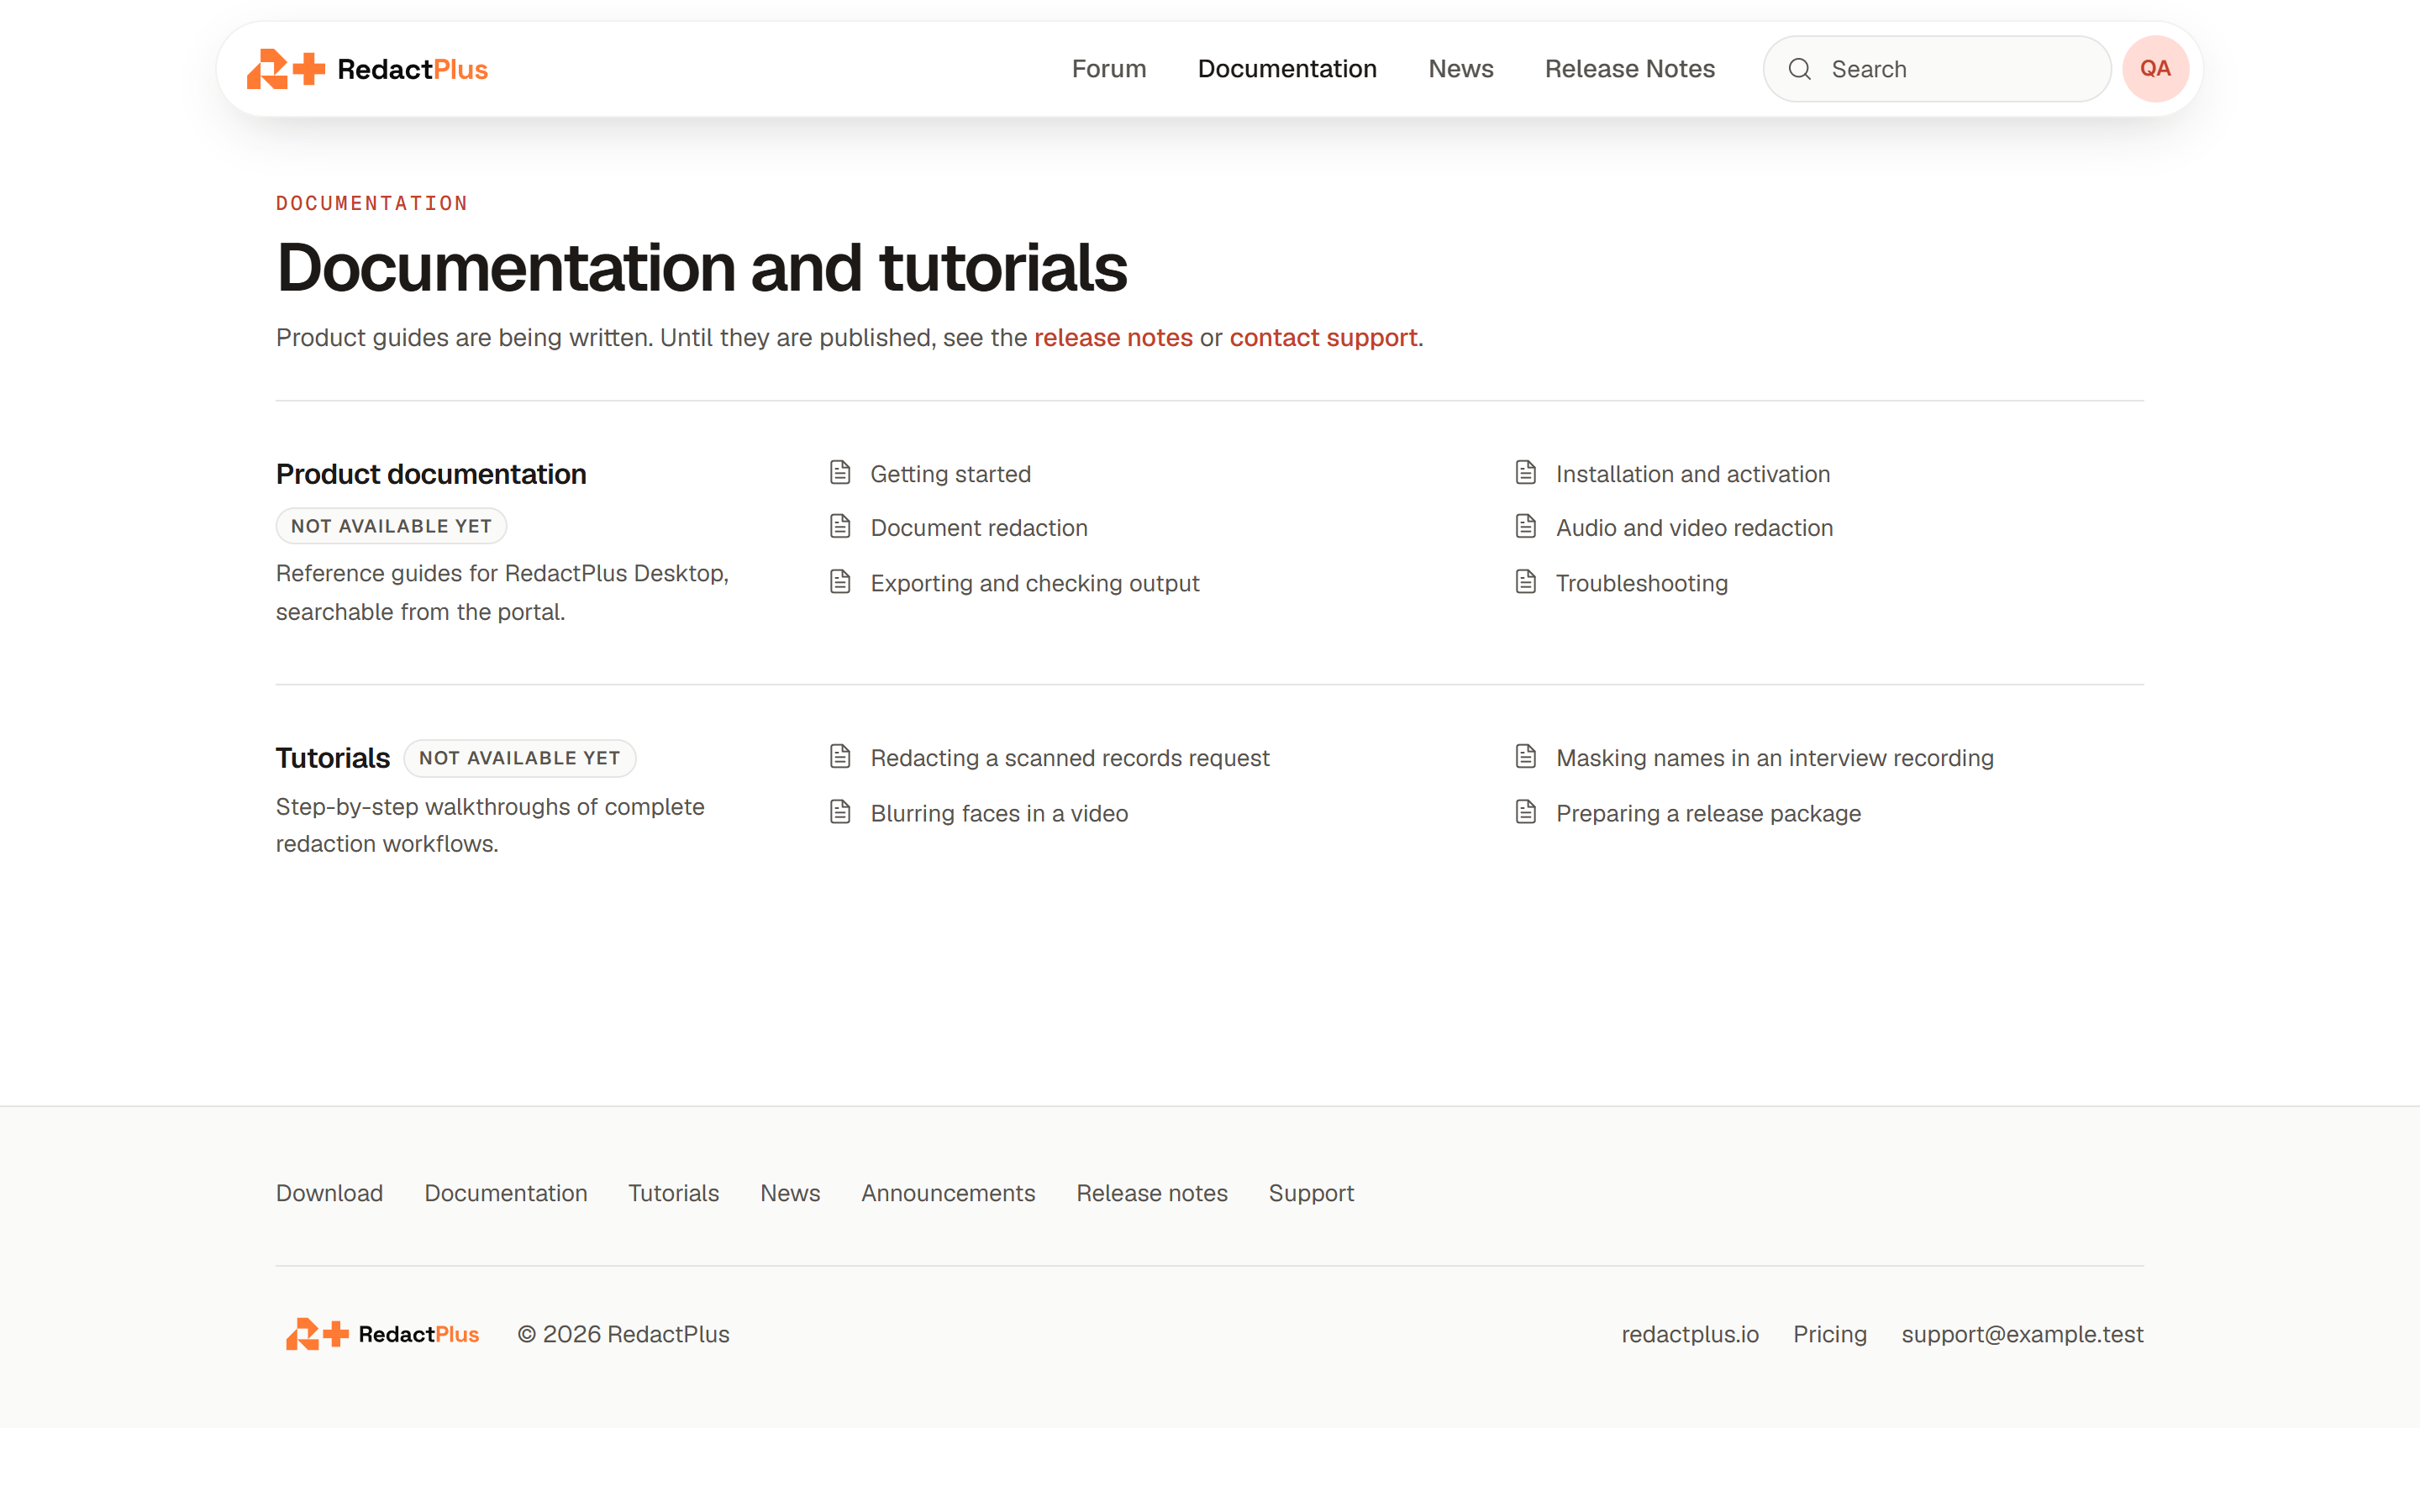 RedactPlus
Forum
Documentation
News
Release Notes
Search
QA
DOCUMENTATION
Documentation and tutorials
Product guides are being written. Until they are published, see the release notes or contact support.
Product documentation
NOT AVAILABLE YET
Reference guides for RedactPlus Desktop,
searchable from the portal.
Getting started
Installation and activation
Document redaction
Audio and video redaction
Exporting and checking output
Troubleshooting
Tutorials
NOT AVAILABLE YET
Step-by-step walkthroughs of complete
redaction workflows.
Redacting a scanned records request
Masking names in an interview recording
Blurring faces in a video
Preparing a release package
Download
Documentation
Tutorials
News
Announcements
Release notes
Support
RedactPlus
© 2026 RedactPlus
redactplus.io
Pricing
support@example.test